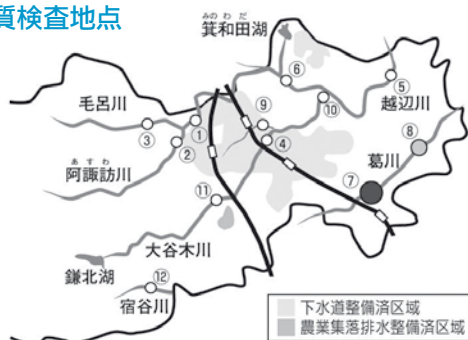 質検査地点
みのわだ
箕和田湖
⑥
⑤
毛呂川
越辺川
⑨
⑩
①
③
⑧
④
②
葛川
あすわ
阿諏訪川
⑦
⑪
大谷木川
鎌北湖
⑫
宿谷川
下水道整備済区域
農業集落排水整備済区域